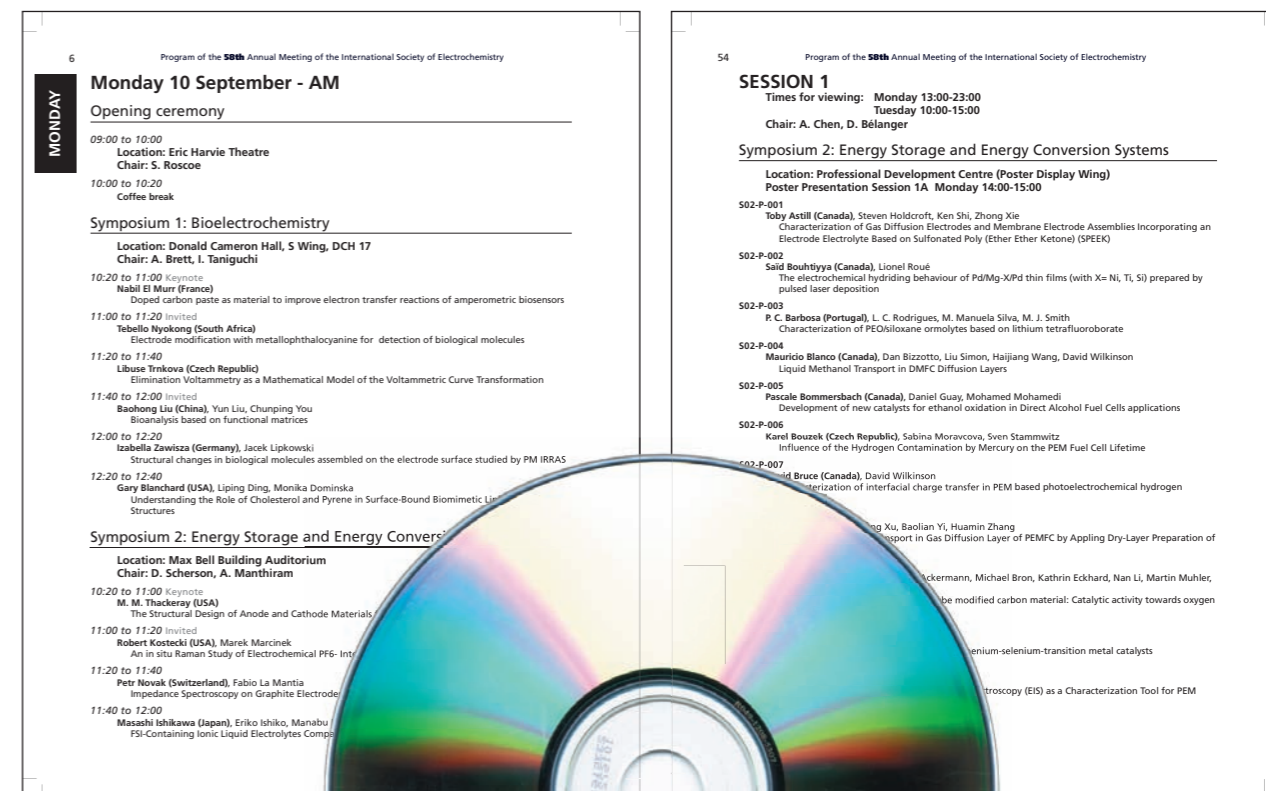 6
Program of the 58th Annual Meeting of the International Society of Electrochemistry
MONDAY
Monday 10 September - AM
Opening ceremony
09:00 to 10:00
Location: Eric Harvie Theatre
Chair: S. Roscoe
10:00 to 10:20
Coffee break
Symposium 1: Bioelectrochemistry
Location: Donald Cameron Hall, S Wing, DCH 17
Chair: A. Brett, I. Taniguchi
10:20 to 11:00 Keynote
Nabil El Murr (France)
Doped carbon paste as material to improve electron transfer reactions of amperometric biosensors
11:00 to 11:20 Invited
Tebello Nyokong (South Africa)
Electrode modification with metallophthalocyanine for detection of biological molecules
11:20 to 11:40
Libuse Trnkova (Czech Republic)
Elimination Voltammetry as a Mathematical Model of the Voltammetric Curve Transformation
11:40 to 12:00 Invited
Baohong Liu (China), Yun Liu, Chunping You
Bioanalysis based on functional matrices
12:00 to 12:20
Izabella Zawisza (Germany), Jacek Lipkowski
Structural changes in biological molecules assembled on the electrode surface studied by PM IRRAS
12:20 to 12:40
Gary Blanchard (USA), Liping Ding, Monika Dominska
Understanding the Role of Cholesterol and Pyrene in Surface-Bound Biomimetic
Structures
Symposium 2: Energy Storage and Energy
Location: Max Bell Building Auditorium
Chair: D. Scherson, A. Manthiram
10:20 to 11:00 Keynote
M. M. Thackeray (USA)
The Structural Design of Anode and Cathode Materials
11:00 to 11:20 Invited
Robert Kostecki (USA), Marek Marcinek
An in situ Raman Study of Electrochemical PF6-
11:20 to 11:40
Petr Novak (Switzerland), Fabio La Mantia
Impedance Spectroscopy on Graphite
11:40 to 12:00
Masashi Ishikawa (Japan), Eriko Ishiko, Manabu
FSI-Containing Ionic Liquid Electrolytes
54
Program of the 58th Annual Meeting of the International Society of Electrochemistry
SESSION 1
Times for viewing: Monday 13:00-23:00
Tuesday 10:00-15:00
Chair: A. Chen, D. Bélanger
Symposium 2: Energy Storage and Energy Conversion Systems
Location: Professional Development Centre (Poster Display Wing)
Poster Presentation Session 1A Monday 14:00-15:00
S02-P-001
Toby Astill (Canada), Steven Holdcroft, Ken Shi, Zhong Xie
Characterization of Gas Diffusion Electrodes and Membrane Electrode Assemblies Incorporating an
Electrode Electrolyte Based on Sulfonated Poly (Ether Ether Ketone) (SPEEK)
S02-P-002
Saïd Bouhtiyya (Canada), Lionel Roué
The electrochemical hydriding behaviour of Pd/Mg-X/Pd thin films (with X= Ni, Ti, Si) prepared by
pulsed laser deposition
S02-P-003
P. C. Barbosa (Portugal), L. C. Rodrigues, M. Manuela Silva, M. J. Smith
Characterization of PEO/siloxane ormolytes based on lithium tetrafluoroborate
S02-P-004
Mauricio Blanco (Canada), Dan Bizzotto, Liu Simon, Haijiang Wang, David Wilkinson
Liquid Methanol Transport in DMFC Diffusion Layers
S02-P-005
Pascale Bommersbach (Canada), Daniel Guay, Mohamed Mohamedi
Development of new catalysts for ethanol oxidation in Direct Alcohol Fuel Cells applications
S02-P-006
Karel Bouzek (Czech Republic), Sabina Moravcova, Sven Stammwitz
Influence of the Hydrogen Contamination by Mercury on the PEM Fuel Cell Lifetime
S02-P-007
Bruce (Canada), David Wilkinson
of interfacial charge transfer in PEM based photoelectrochemical hydrogen
Xu, Baolian Yi, Huamin Zhang
in Gas Diffusion Layer of PEMFC by Appling Dry-Layer Preparation of
Ackermann, Michael Bron, Kathrin Eckhard, Nan Li, Martin Muhler,
modified carbon material: Catalytic activity towards oxygen
-selenium-transition metal catalysts
(EIS) as a Characterization Tool for PEM